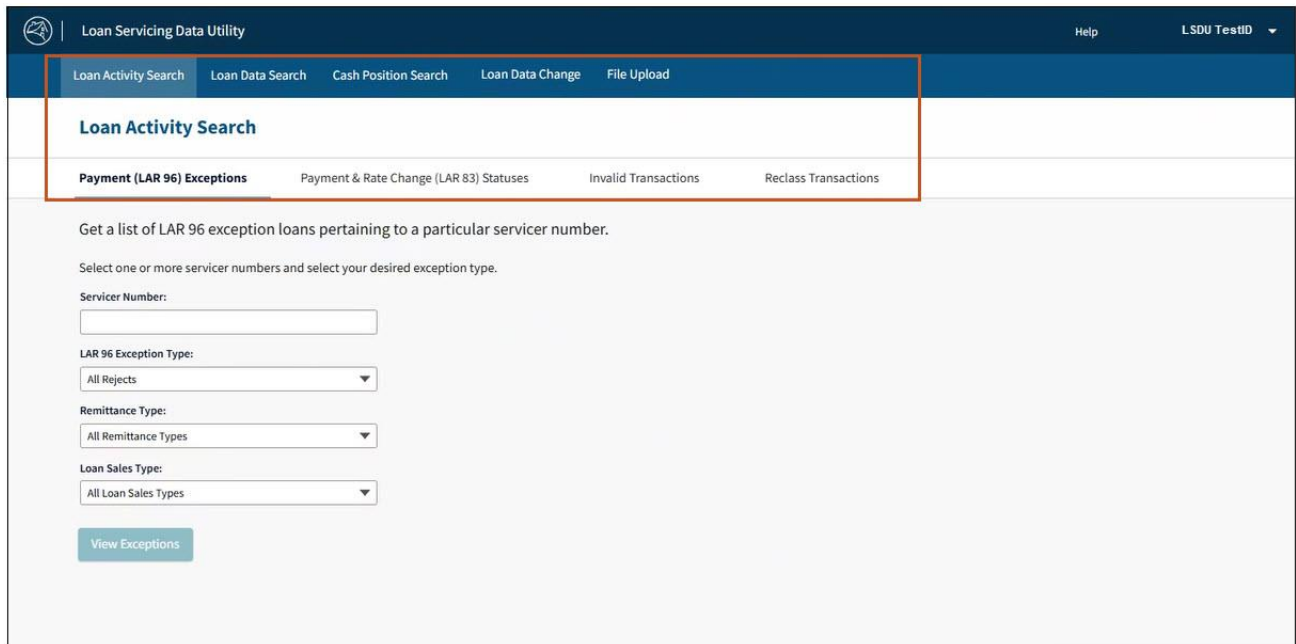 Loan Servicing Data Utility Help LSDU TestID
Loan Activity Search Loan Data Search Cash Position Search Loan Data Change File Upload
Loan Activity Search
Payment (LAR 96) Exceptions Payment & Rate Change (LAR 83) Statuses Invalid Transactions Reclass Transactions
Get a list of LAR 96 exception loans pertaining to a particular servicer number.
Select one or more servicer numbers and select your desired exception type.
Servicer Number:
LAR 96 Exception Type:
All Rejects
Remittance Type:
All Remittance Types
Loan Sales Type:
All Loan Sales Types
View Exceptions